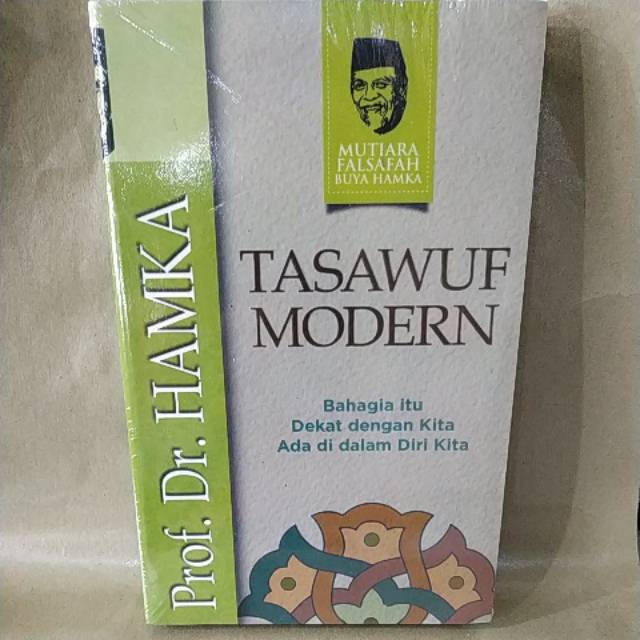 MUTIARA
FALSAFAH
BUYA HAMKA
TASAWUF
MODERN
Bahagia itu
Dekat dengan Kita
Ada di dalam Diri Kita
Prof. Dr. HAMKA